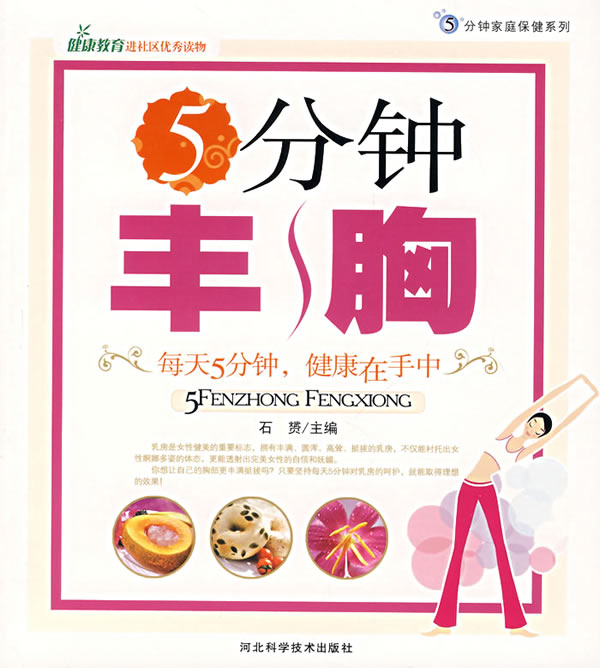 健康教育进社区优秀读物
5分钟家庭保健系列
5分钟
丰胸
每天5分钟，健康在手中
5FENZHONG FENGXIONG
石 赟/主编
乳房是女性健美的重要标志，拥有丰满、圆浑、高耸、挺拔的乳房，不仅能衬托出女
性婀娜多姿的体态，更能透射出完美女性的自信和妩媚。
你想让自己的胸部更丰满挺拔吗？只要坚持每天5分钟对乳房的呵护，就能取得理想
的效果！
河北科学技术出版社